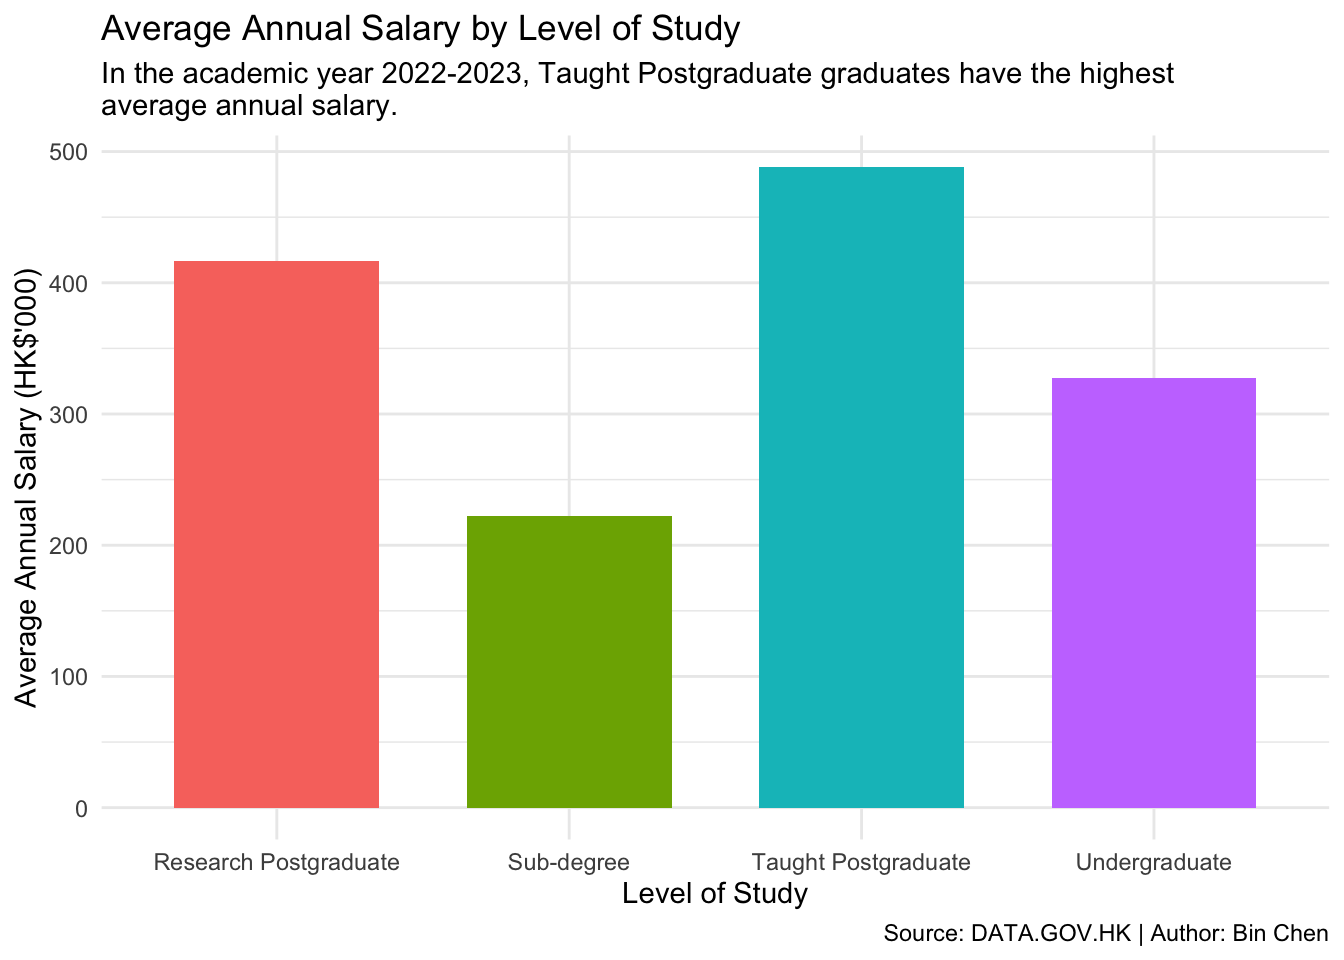 Average Annual Salary by Level of Study
In the academic year 2022-2023, Taught Postgraduate graduates have the highest
average annual salary.
Average Annual Salary (HK$'000)
500
400
300
200
100
0
Research Postgraduate
Sub-degree
Taught Postgraduate
Undergraduate
Level of Study
Source: DATA.GOV.HK | Author: Bin Chen